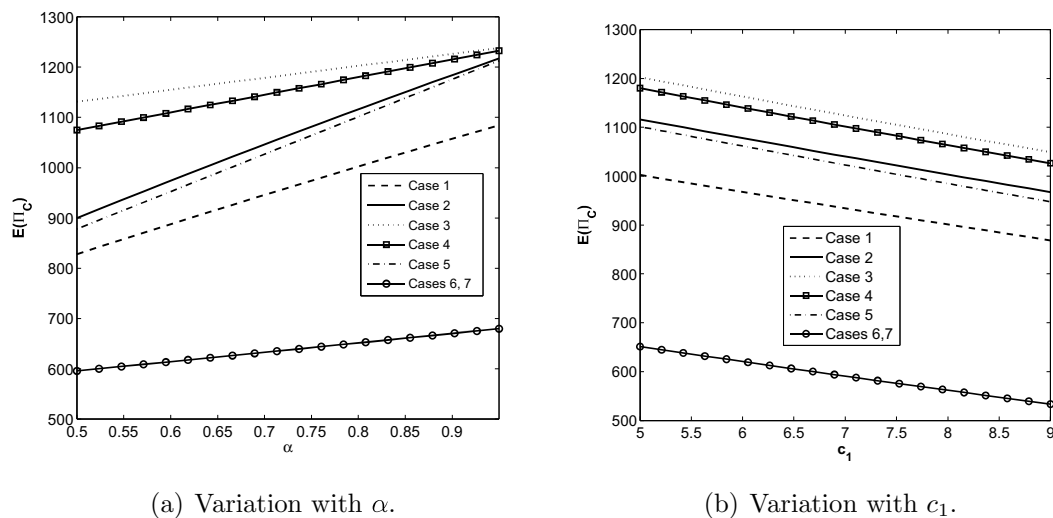 1300
1200
1100
1000
900
800
700
600
500
E(Π_C)
0.5 0.55 0.6 0.65 0.7 0.75 0.8 0.85 0.9
α
Case 1
Case 2
Case 3
Case 4
Case 5
Cases 6, 7
(a) Variation with α.
1300
1200
1100
1000
900
800
700
600
500
E(Π_C)
5 5.5 6 6.5 7 7.5 8 8.5 9
c₁
Case 1
Case 2
Case 3
Case 4
Case 5
Cases 6,7
(b) Variation with c₁.